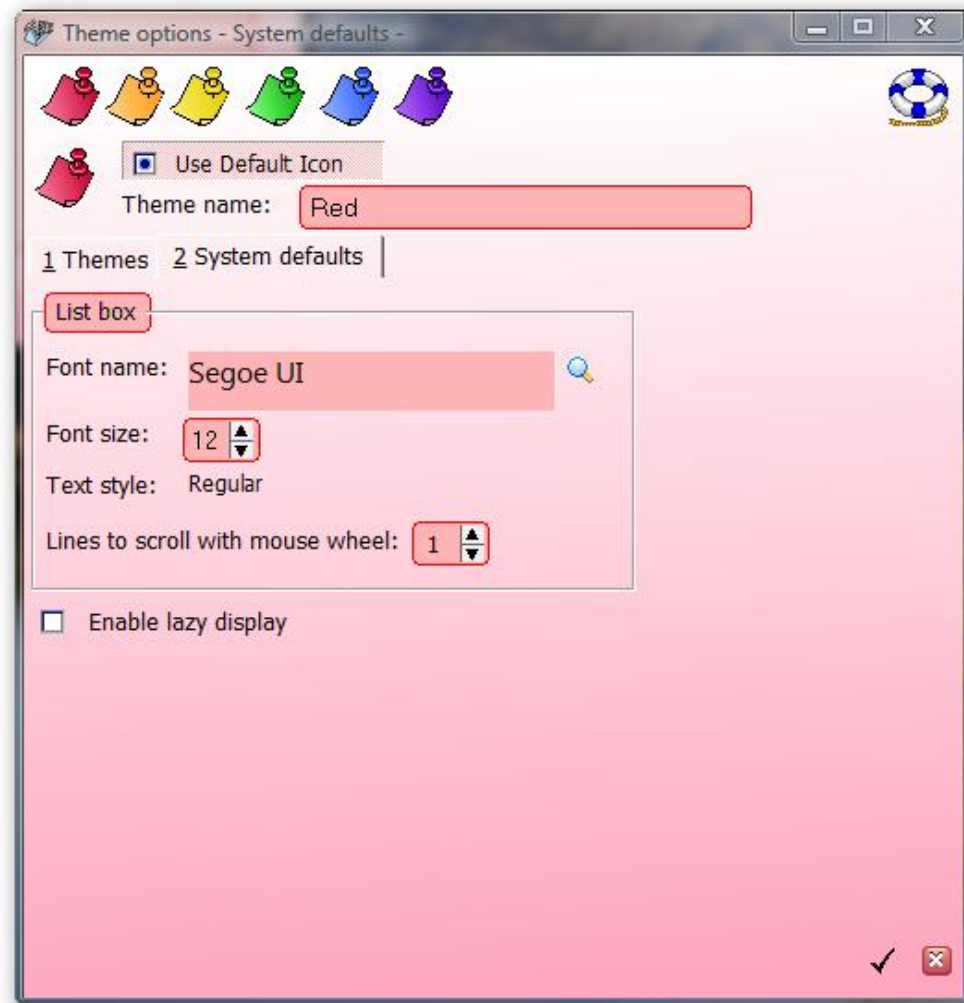 Theme options - System defaults -
Use Default Icon
Theme name: Red
1 Themes 2 System defaults
List box
Font name: Segoe UI
Font size: 12
Text style: Regular
Lines to scroll with mouse wheel: 1
Enable lazy display